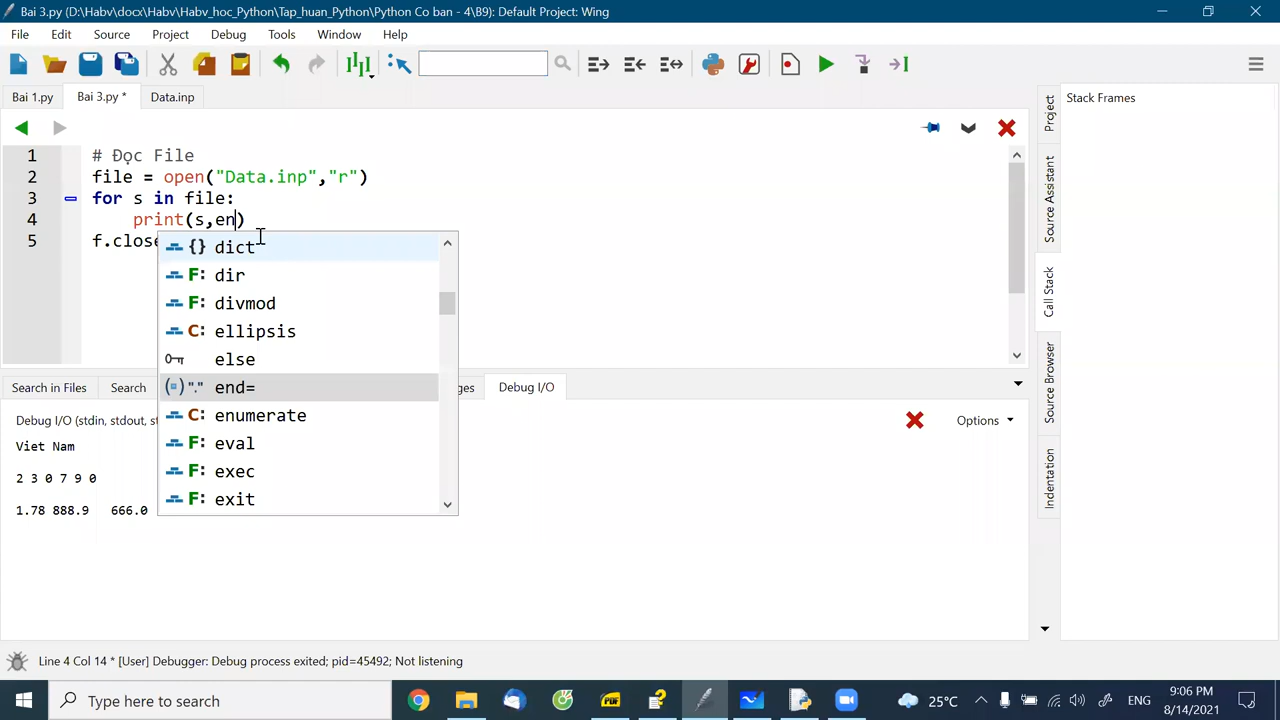 Bai 3.py (D:\Habv\docx\Habv\Habv_hoc_Python\Tap_huan_Python\Python Co ban - 4\B9): Default Project: Wing
File Edit Source Project Debug Tools Window Help
Bai 1.py Bai 3.py * Data.inp
Stack Frames
1 # Đọc File
2 file = open("Data.inp","r")
3 for s in file:
4 print(s,en)
5 f.close
{} dict
F: dir
F: divmod
C: ellipsis
else
(▪) "." end=
C: enumerate
F: eval
F: exec
F: exit
Project
Source Assistant
Call Stack
Source Browser
Indentation
Search in Files Search ges Debug I/O
Debug I/O (stdin, stdout, st
Options
Viet Nam
2 3 0 7 9 0
1.78 888.9 666.0
Line 4 Col 14 * [User] Debugger: Debug process exited; pid=45492; Not listening
Type here to search
PDF
25°C
ENG
9:06 PM
8/14/2021